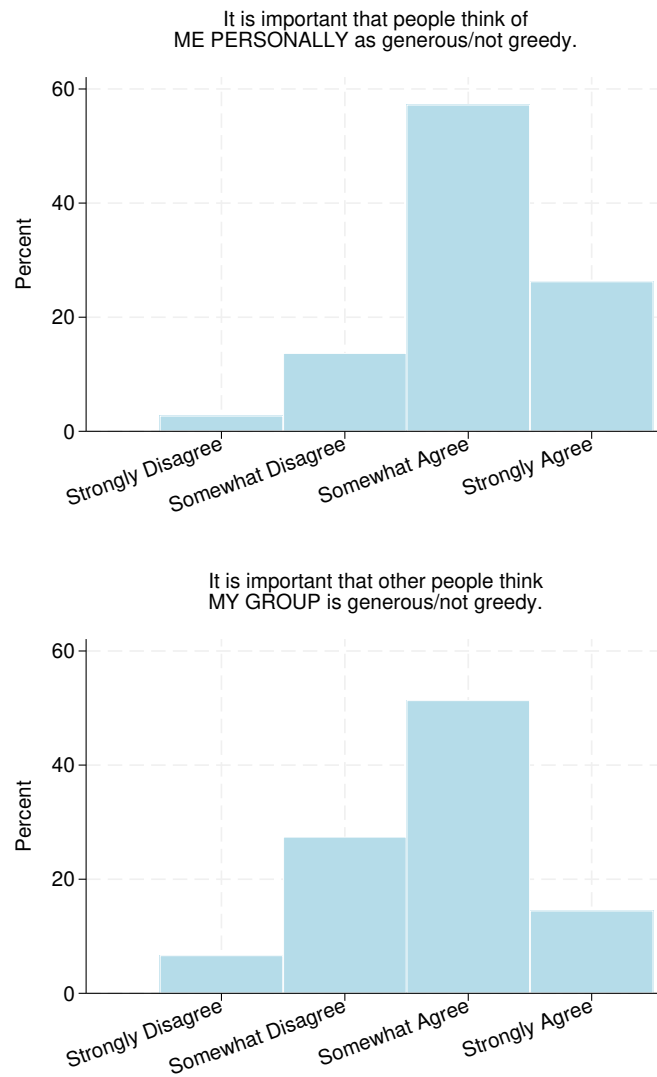 It is important that people think of
ME PERSONALLY as generous/not greedy.
60
40
20
0
Percent
Strongly Disagree
Somewhat Disagree
Somewhat Agree
Strongly Agree
It is important that other people think
MY GROUP is generous/not greedy.
60
40
20
0
Percent
Strongly Disagree
Somewhat Disagree
Somewhat Agree
Strongly Agree